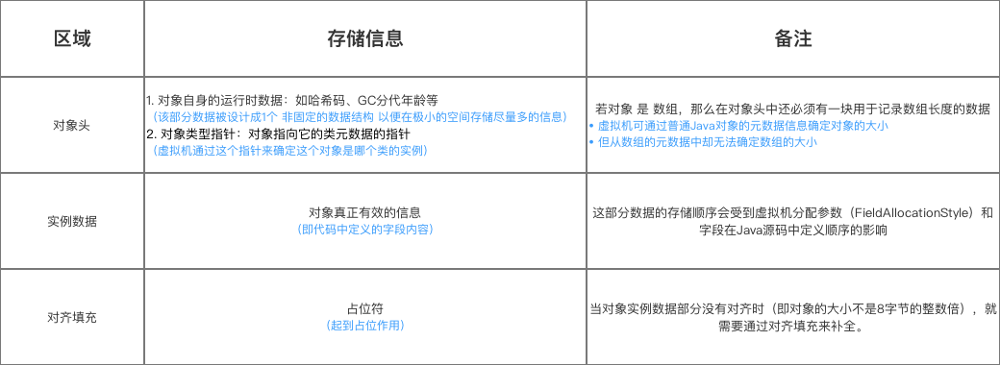 区域
存储信息
备注
对象头
1. 对象自身的运行时数据：如哈希码、GC分代年龄等
（该部分数据被设计成1个 非固定的数据结构 以便在极小的空间存储尽量多的信息）
2. 对象类型指针：对象指向它的类元数据的指针
（虚拟机通过这个指针来确定这个对象是哪个类的实例）
若对象 是 数组，那么在对象头中还必须有一块用于记录数组长度的数据
• 虚拟机可通过普通Java对象的元数据信息确定对象的大小
• 但从数组的元数据中却无法确定数组的大小
实例数据
对象真正有效的信息
（即代码中定义的字段内容）
这部分数据的存储顺序会受到虚拟机分配参数（FieldAllocationStyle）和
字段在Java源码中定义顺序的影响
对齐填充
占位符
（起到占位作用）
当对象实例数据部分没有对齐时（即对象的大小不是8字节的整数倍），就
需要通过对齐填充来补全。